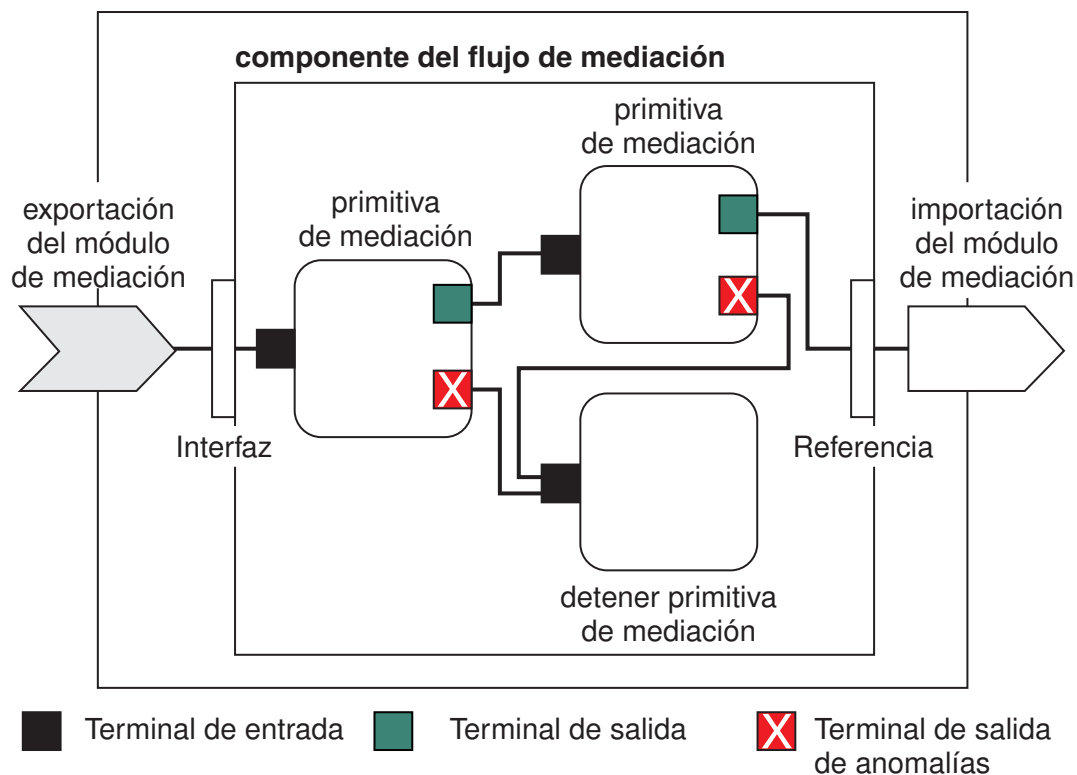 componente del flujo de mediación
primitiva
de mediación
primitiva
de mediación
exportación
del módulo
de mediación
importación
del módulo
de mediación
X
X
Interfaz
Referencia
detener primitiva
de mediación
Terminal de entrada
Terminal de salida
X
Terminal de salida
de anomalías